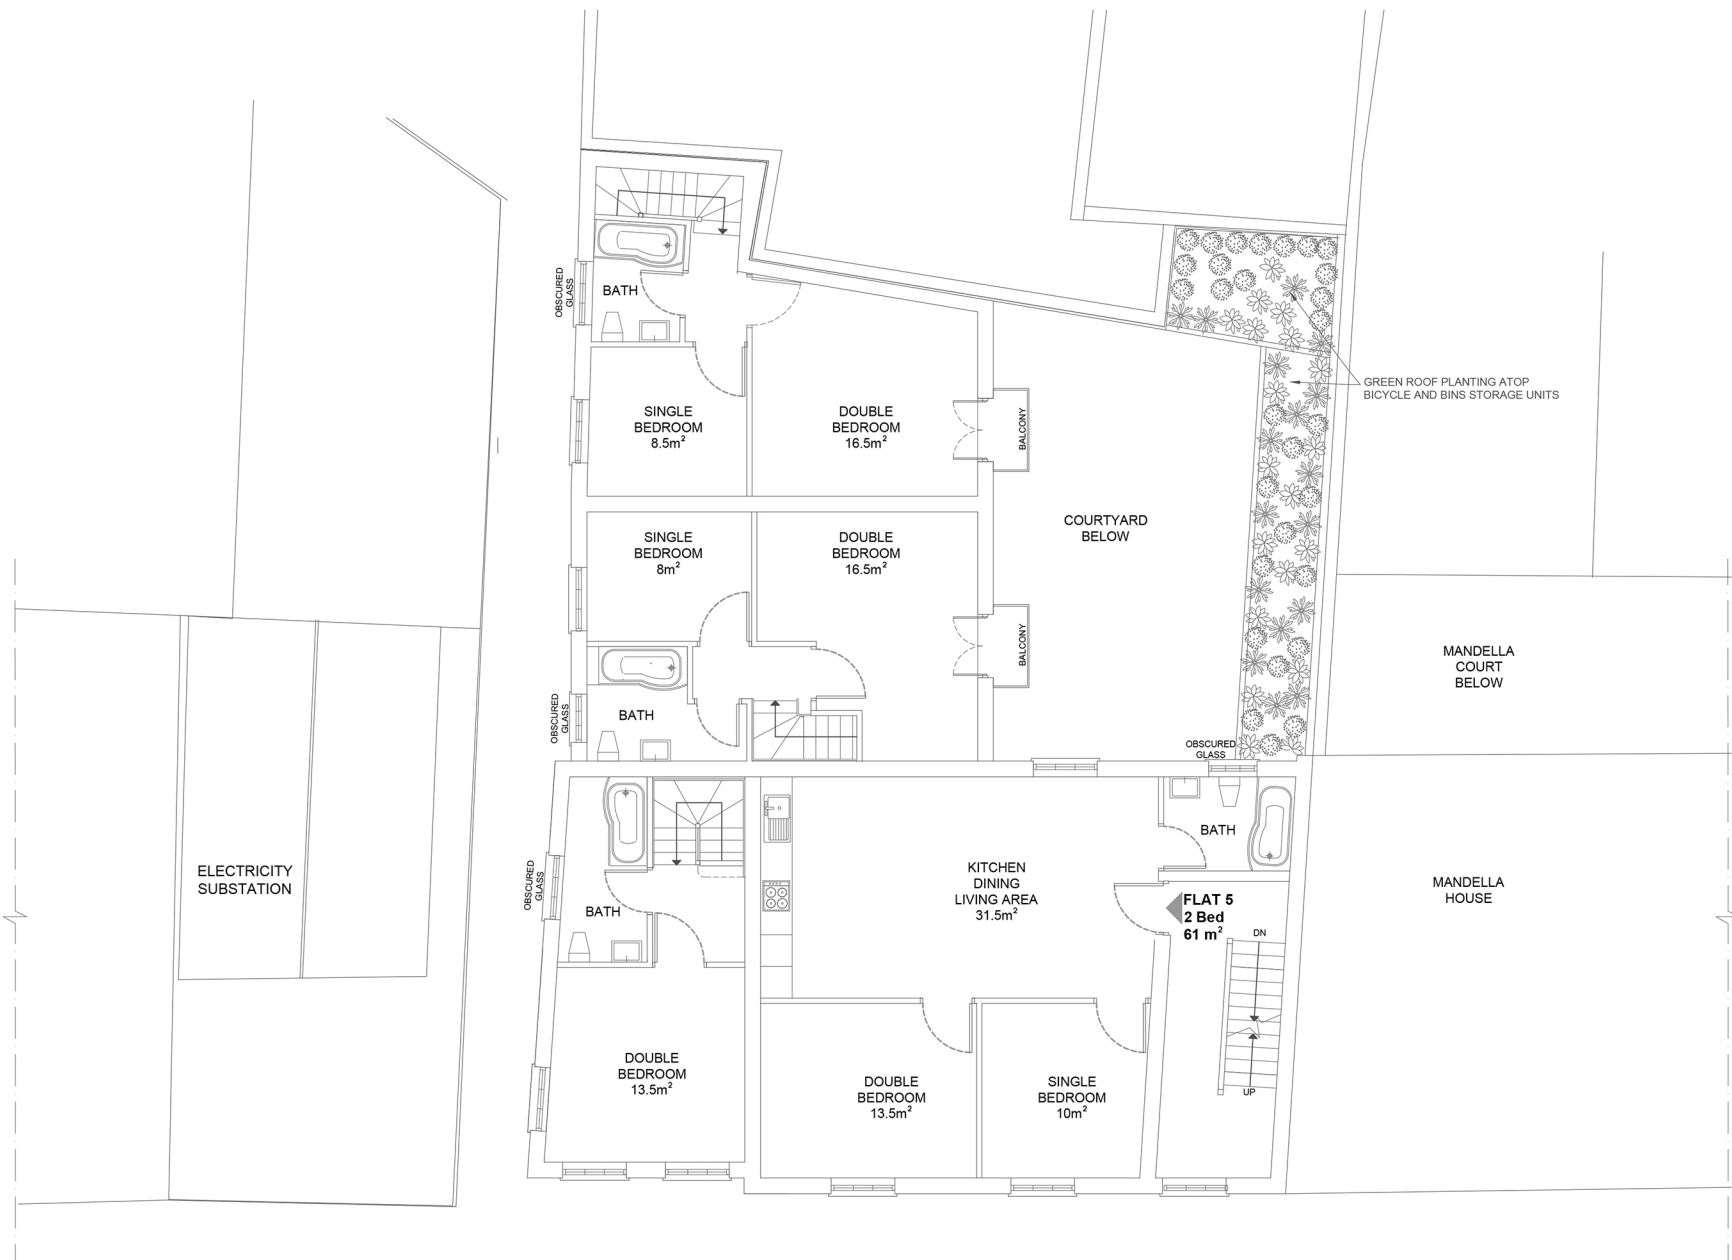 OBSCURED
GLASS
BATH
SINGLE
BEDROOM
8.5m²
DOUBLE
BEDROOM
16.5m²
BALCONY
GREEN ROOF PLANTING ATOP
BICYCLE AND BINS STORAGE UNITS
SINGLE
BEDROOM
8m²
DOUBLE
BEDROOM
16.5m²
BALCONY
COURTYARD
BELOW
MANDELLA
COURT
BELOW
OBSCURED
GLASS
BATH
OBSCURED
GLASS
ELECTRICITY
SUBSTATION
OBSCURED
GLASS
BATH
KITCHEN
DINING
LIVING AREA
31.5m²
BATH
FLAT 5
2 Bed
61 m²
DN
UP
MANDELLA
HOUSE
DOUBLE
BEDROOM
13.5m²
DOUBLE
BEDROOM
13.5m²
SINGLE
BEDROOM
10m²